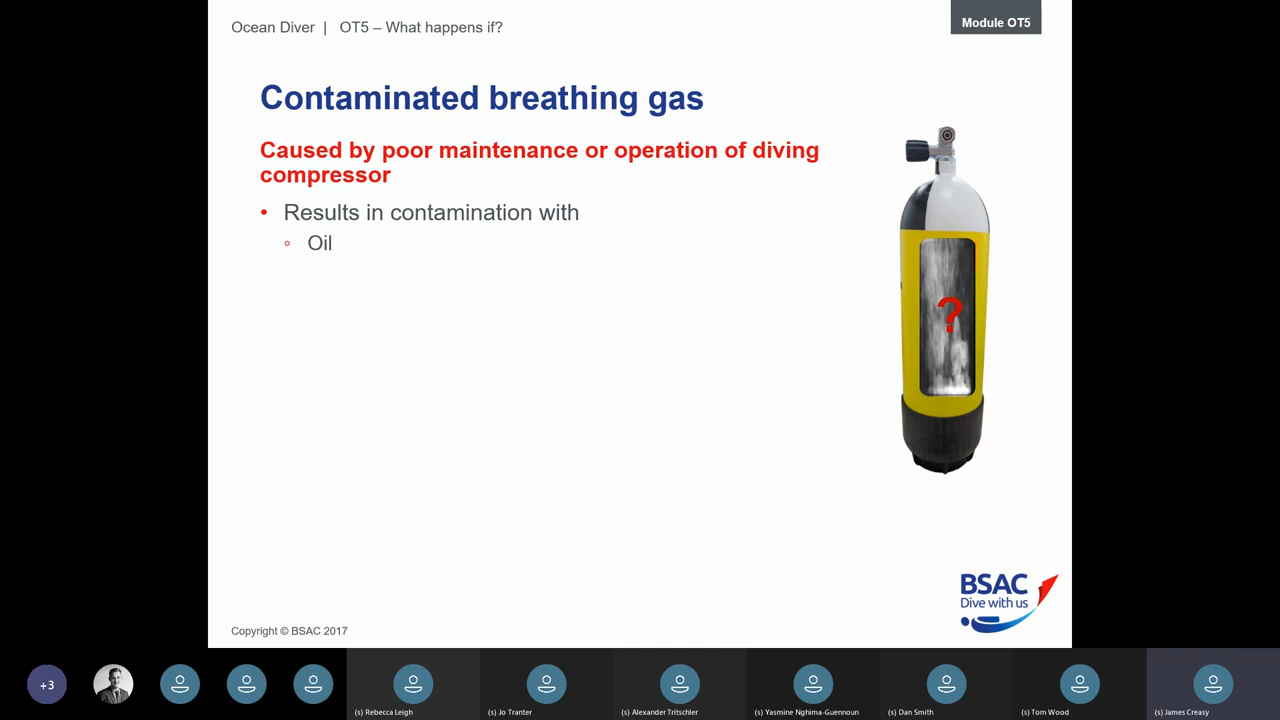 Ocean Diver | OT5 – What happens if?
Module OT5
Contaminated breathing gas
Caused by poor maintenance or operation of diving
compressor
• Results in contamination with
◦ Oil
?
BSAC
Dive with us
Copyright © BSAC 2017
+3
(s) Rebecca Leigh
(s) Jo Tranter
(s) Alexander Tritschler
(s) Yasmine Nghima-Guennoun
(s) Dan Smith
(s) Tom Wood
(s) James Creasy